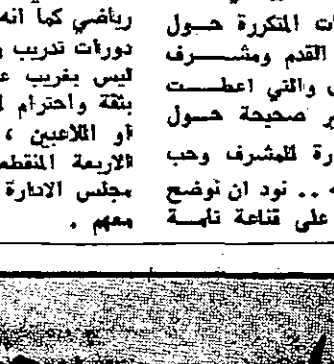 ات المتكررة حول
القدم ومشرف
والتي اعطت
صحيحة حول
رة للمشرف وحب
.. نود ان نوضح
على قناعة تامة
رياضي كما انه
دورات تدريب و
ليس بغريب
بثقة واحترام
او اللاعبين ،
الاربعة المنقطع
مجلس الادارة
معهم .